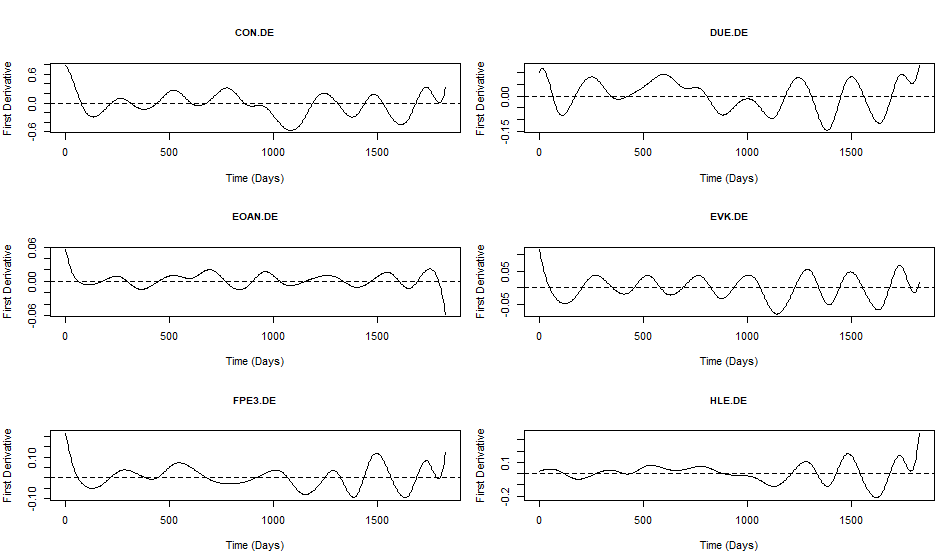 CON.DE
First Derivative
-0.6 0.0 0.6
0 500 1000 1500
Time (Days)
DUE.DE
First Derivative
-0.15 0.00
0 500 1000 1500
Time (Days)
EOAN.DE
First Derivative
-0.06 0.00 0.06
0 500 1000 1500
Time (Days)
EVK.DE
First Derivative
-0.05 0.05
0 500 1000 1500
Time (Days)
FPE3.DE
First Derivative
-0.10 0.10
0 500 1000 1500
Time (Days)
HLE.DE
First Derivative
-0.2 0.1
0 500 1000 1500
Time (Days)